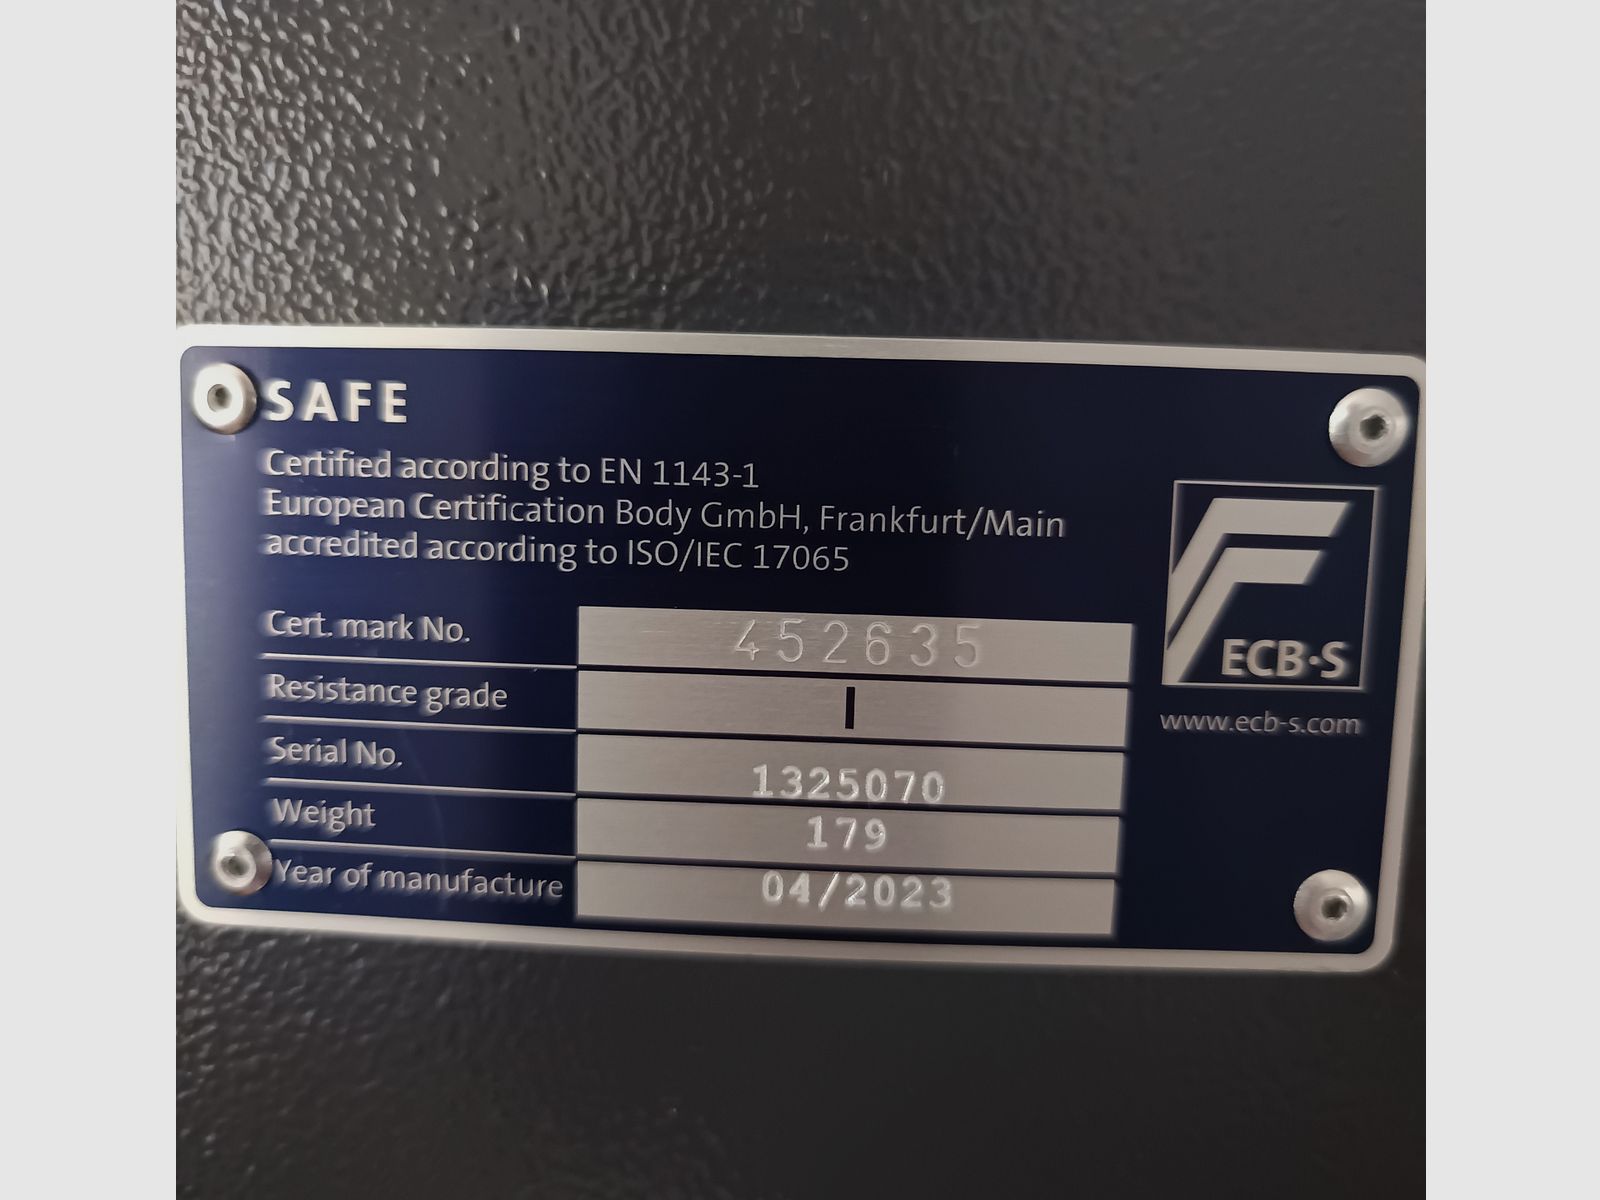 SAFE
Certified according to EN 1143-1
European Certification Body GmbH, Frankfurt/Main
accredited according to ISO/IEC 17065
Cert. mark No. 452635
Resistance grade I
Serial No. 1325070
Weight 179
Year of manufacture 04/2023
ECB·S
www.ecb-s.com